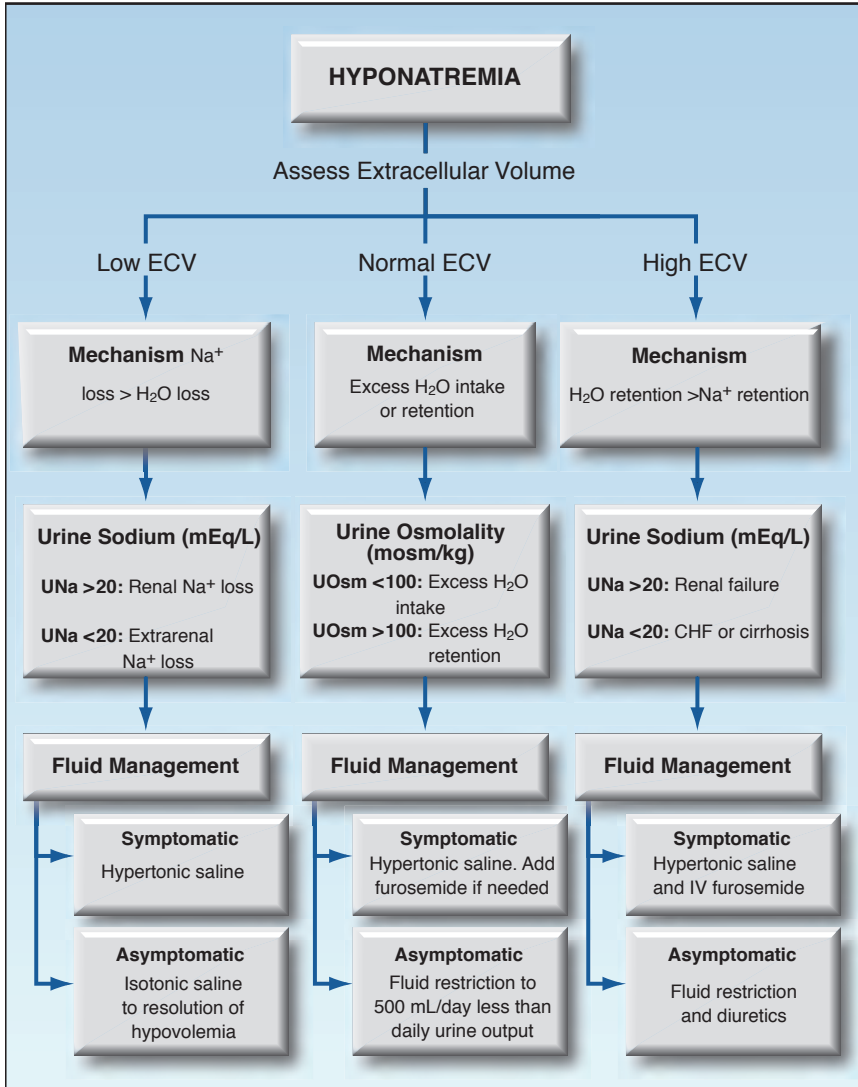 HYPONATREMIA
Assess Extracellular Volume
Low ECV
Mechanism Na⁺
loss > H₂O loss
Urine Sodium (mEq/L)
UNa >20: Renal Na⁺ loss
UNa <20: Extrarenal
Na⁺ loss
Fluid Management
Symptomatic
Hypertonic saline
Asymptomatic
Isotonic saline
to resolution of
hypovolemia
Normal ECV
Mechanism
Excess H₂O intake
or retention
Urine Osmolality
(mosm/kg)
UOsm <100: Excess H₂O
intake
UOsm >100: Excess H₂O
retention
Fluid Management
Symptomatic
Hypertonic saline. Add
furosemide if needed
Asymptomatic
Fluid restriction to
500 mL/day less than
daily urine output
High ECV
Mechanism
H₂O retention >Na⁺ retention
Urine Sodium (mEq/L)
UNa >20: Renal failure
UNa <20: CHF or cirrhosis
Fluid Management
Symptomatic
Hypertonic saline
and IV furosemide
Asymptomatic
Fluid restriction
and diuretics